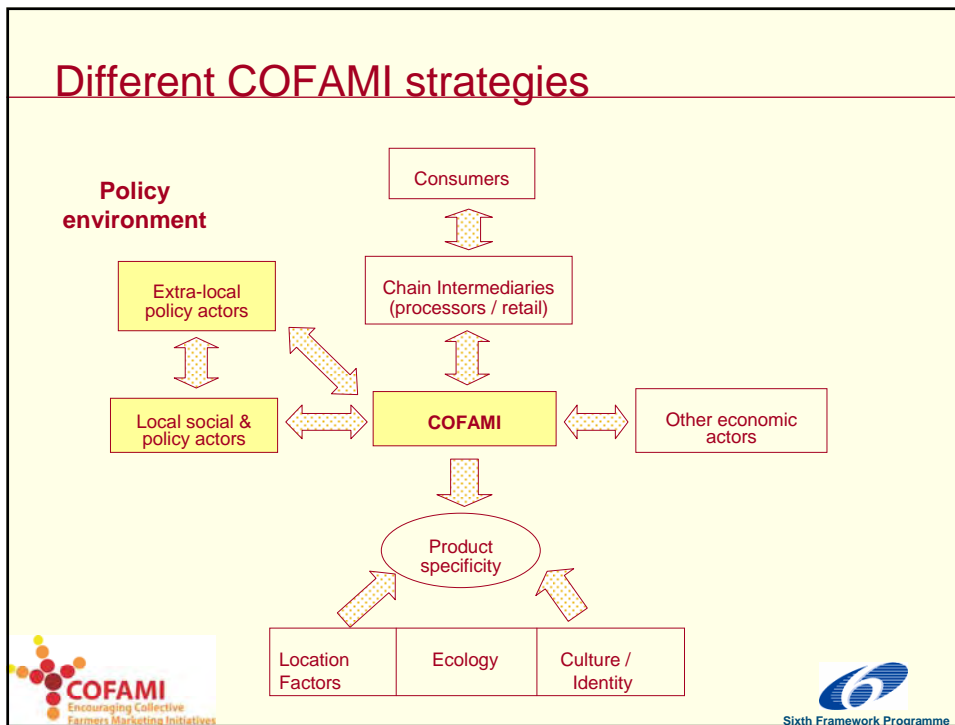 Different COFAMI strategies
Policy
environment
Consumers
Extra-local
policy actors
Chain Intermediaries
(processors / retail)
Local social &
policy actors
COFAMI
Other economic
actors
Product
specificity
Location
Factors
Ecology
Culture /
Identity
COFAMI
Encouraging Collective
Farmers Marketing Initiatives
6
Sixth Framework Programme